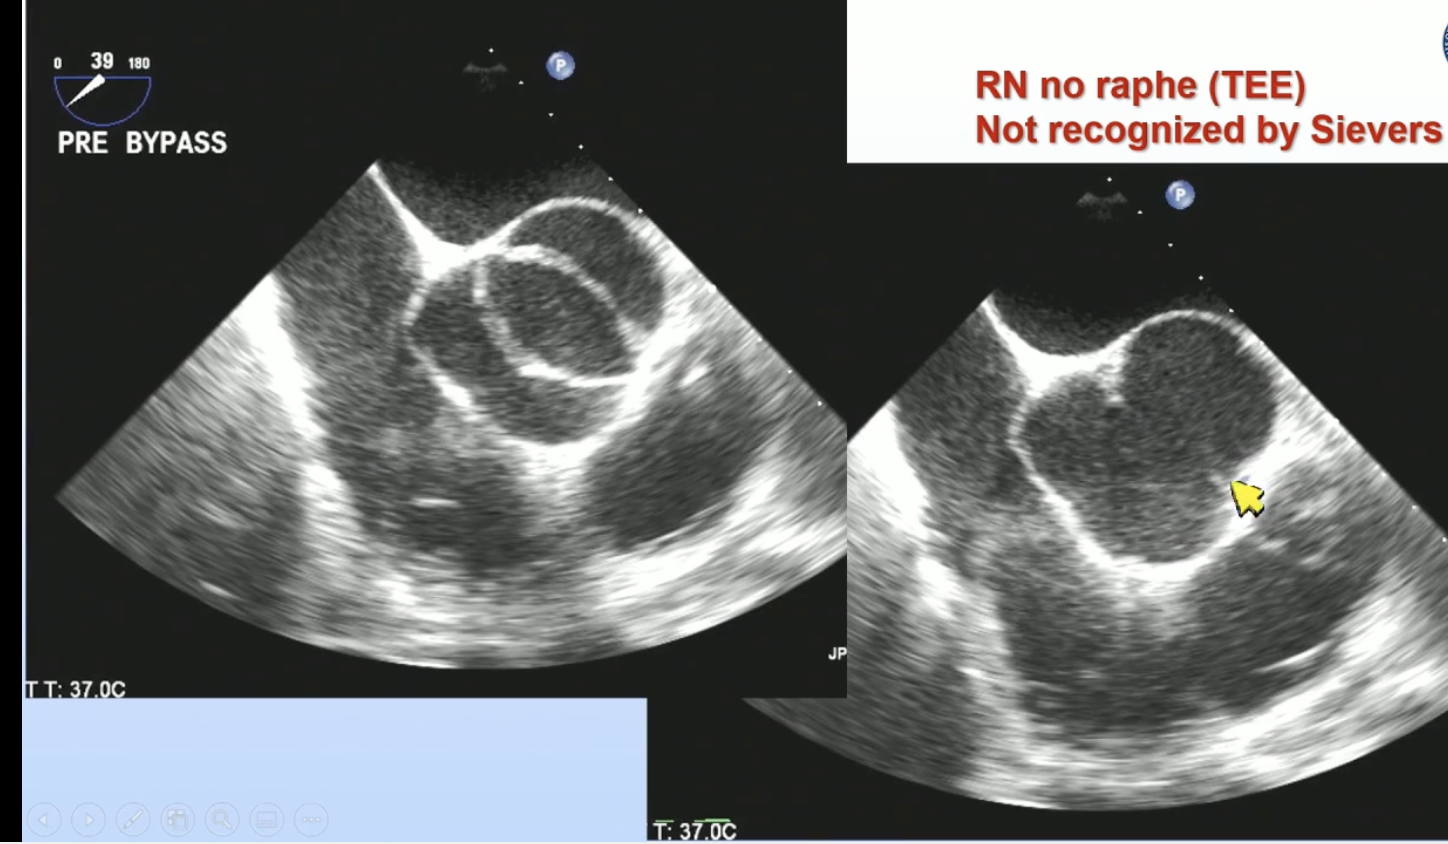 0 39 180
P
PRE BYPASS
RN no raphe (TEE)
Not recognized by Sievers
P
JP
T T: 37.0C
T: 37.0C